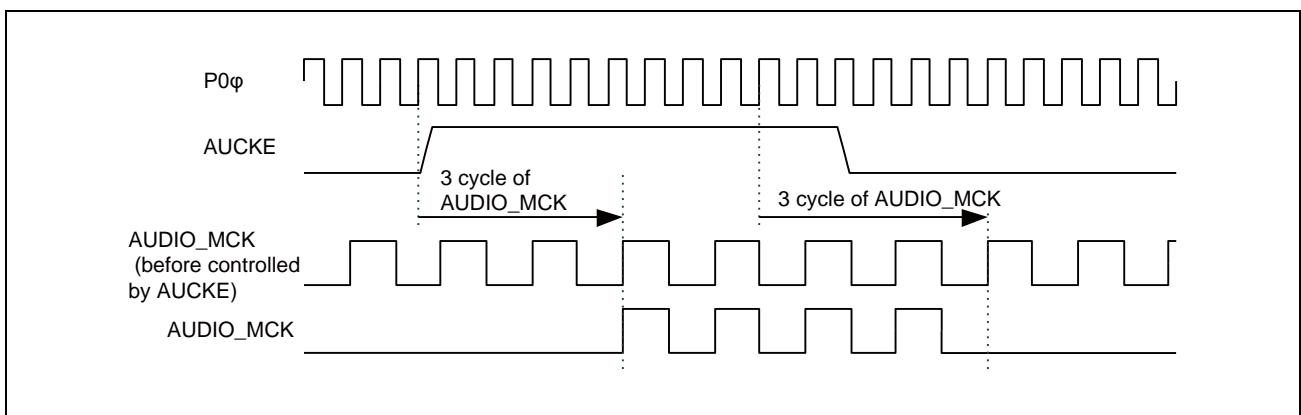 P0φ
AUCKE
3 cycle of
AUDIO_MCK
3 cycle of AUDIO_MCK
AUDIO_MCK
(before controlled
by AUCKE)
AUDIO_MCK